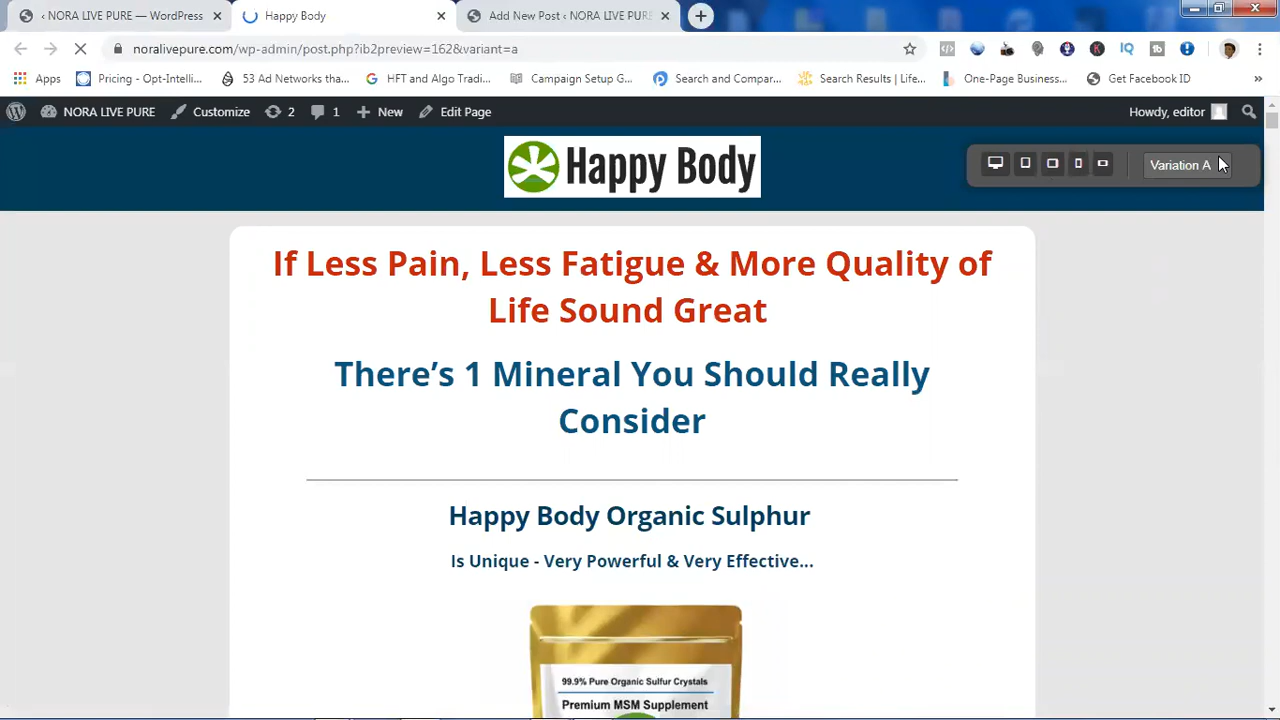 ‹ NORA LIVE PURE — WordPress
Happy Body
Add New Post ‹ NORA LIVE PURE
noralivepure.com/wp-admin/post.php?ib2preview=162&variant=a
Apps
Pricing - Opt-Intelli...
53 Ad Networks tha...
HFT and Algo Tradi...
Campaign Setup G...
Search and Compar...
Search Results | Life...
One-Page Business...
Get Facebook ID
»
NORA LIVE PURE
Customize
2
1
New
Edit Page
Howdy, editor
Happy Body
Variation A
If Less Pain, Less Fatigue & More Quality of
Life Sound Great
There’s 1 Mineral You Should Really
Consider
Happy Body Organic Sulphur
Is Unique - Very Powerful & Very Effective...
99.9% Pure Organic Sulfur Crystals
Premium MSM Supplement